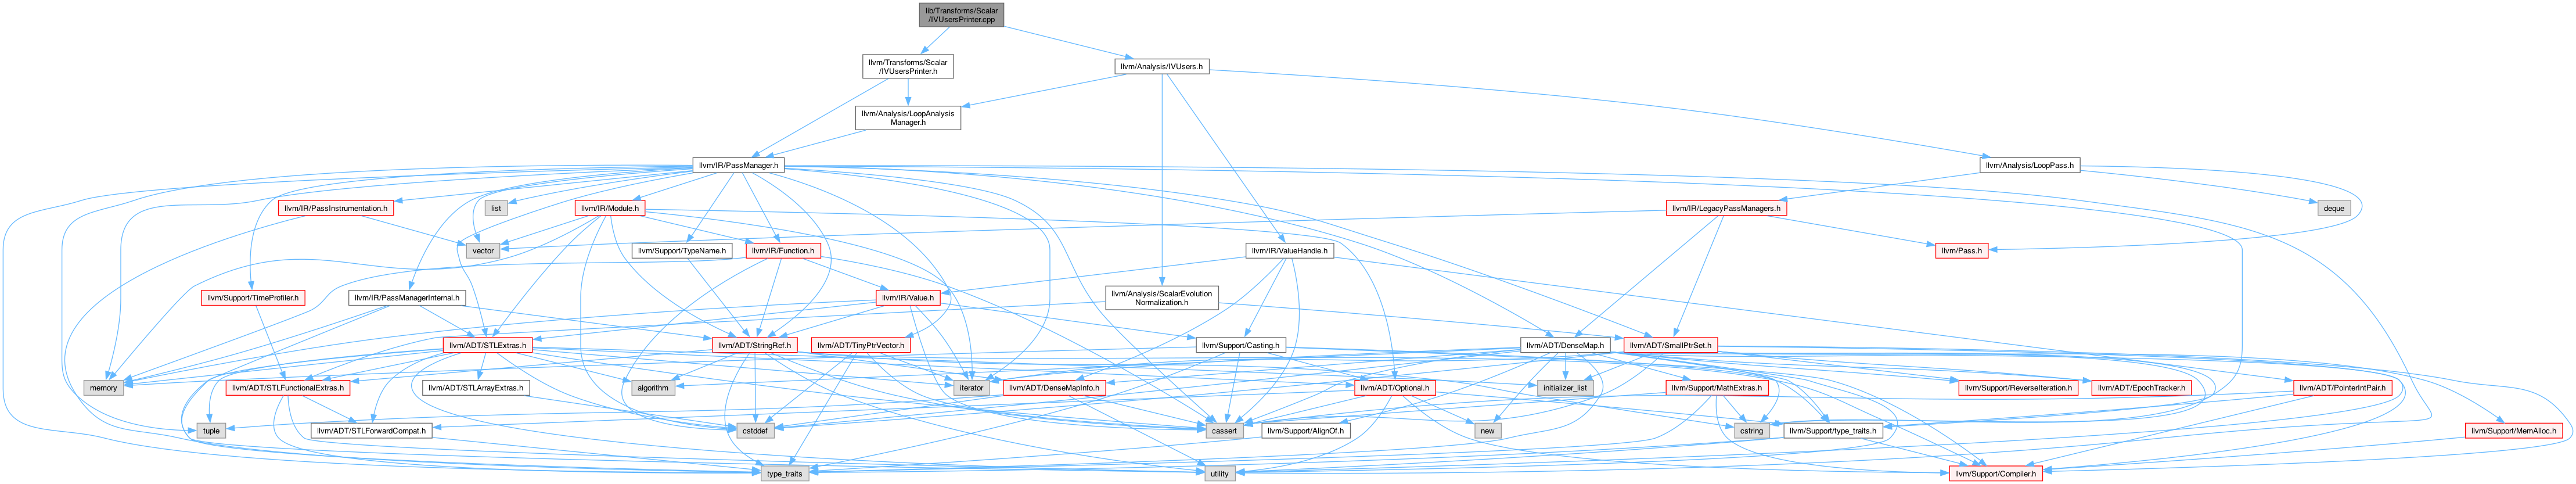 lib/Transforms/Scalar
/IVUsersPrinter.cpp
llvm/Transforms/Scalar
/IVUsersPrinter.h
llvm/Analysis/IVUsers.h
llvm/Analysis/LoopAnalysis
Manager.h
llvm/IR/PassManager.h
llvm/Analysis/LoopPass.h
llvm/IR/PassInstrumentation.h
list
llvm/IR/Module.h
llvm/IR/LegacyPassManagers.h
deque
vector
llvm/Support/TypeName.h
llvm/IR/Function.h
llvm/IR/ValueHandle.h
llvm/Pass.h
llvm/Support/TimeProfiler.h
llvm/IR/PassManagerInternal.h
llvm/IR/Value.h
llvm/Analysis/ScalarEvolution
Normalization.h
llvm/ADT/STLExtras.h
llvm/ADT/StringRef.h
llvm/ADT/TinyPtrVector.h
llvm/Support/Casting.h
llvm/ADT/DenseMap.h
llvm/ADT/SmallPtrSet.h
memory
llvm/ADT/STLFunctionalExtras.h
llvm/ADT/STLArrayExtras.h
algorithm
iterator
llvm/ADT/DenseMapInfo.h
llvm/ADT/Optional.h
initializer_list
llvm/Support/MathExtras.h
llvm/Support/ReverseIteration.h
llvm/ADT/EpochTracker.h
llvm/ADT/PointerIntPair.h
tuple
llvm/ADT/STLForwardCompat.h
cstddef
cassert
llvm/Support/AlignOf.h
new
cstring
llvm/Support/type_traits.h
llvm/Support/MemAlloc.h
type_traits
utility
llvm/Support/Compiler.h